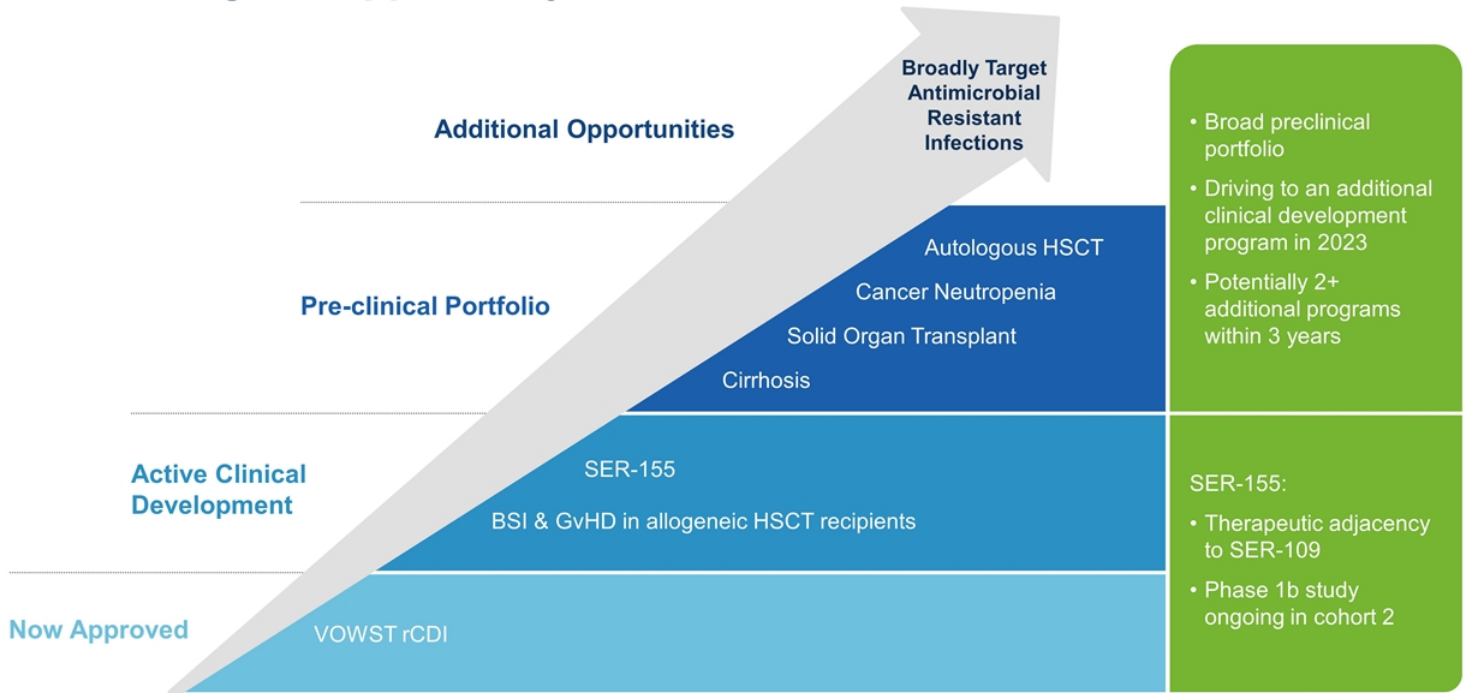 Broadly Target
Antimicrobial
Resistant
Infections
Additional Opportunities
Autologous HSCT
Cancer Neutropenia
Pre-clinical Portfolio
Solid Organ Transplant
Cirrhosis
Active Clinical
Development
SER-155
BSI & GvHD in allogeneic HSCT recipients
Now Approved
VOWST rCDI
• Broad preclinical
portfolio
• Driving to an additional
clinical development
program in 2023
• Potentially 2+
additional programs
within 3 years
SER-155:
• Therapeutic adjacency
to SER-109
• Phase 1b study
ongoing in cohort 2